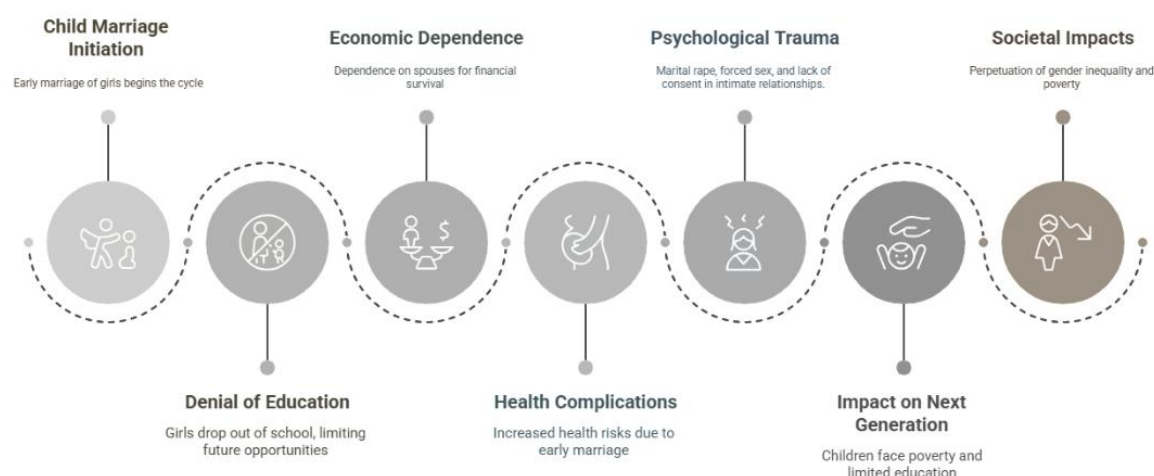 Child Marriage
Initiation
Early marriage of girls begins the cycle
Denial of Education
Girls drop out of school, limiting
future opportunities
Economic Dependence
Dependence on spouses for financial
survival
Health Complications
Increased health risks due to
early marriage
Psychological Trauma
Marital rape, forced sex, and lack of
consent in intimate relationships.
Impact on Next
Generation
Children face poverty and
limited education
Societal Impacts
Perpetuation of gender inequality and
poverty